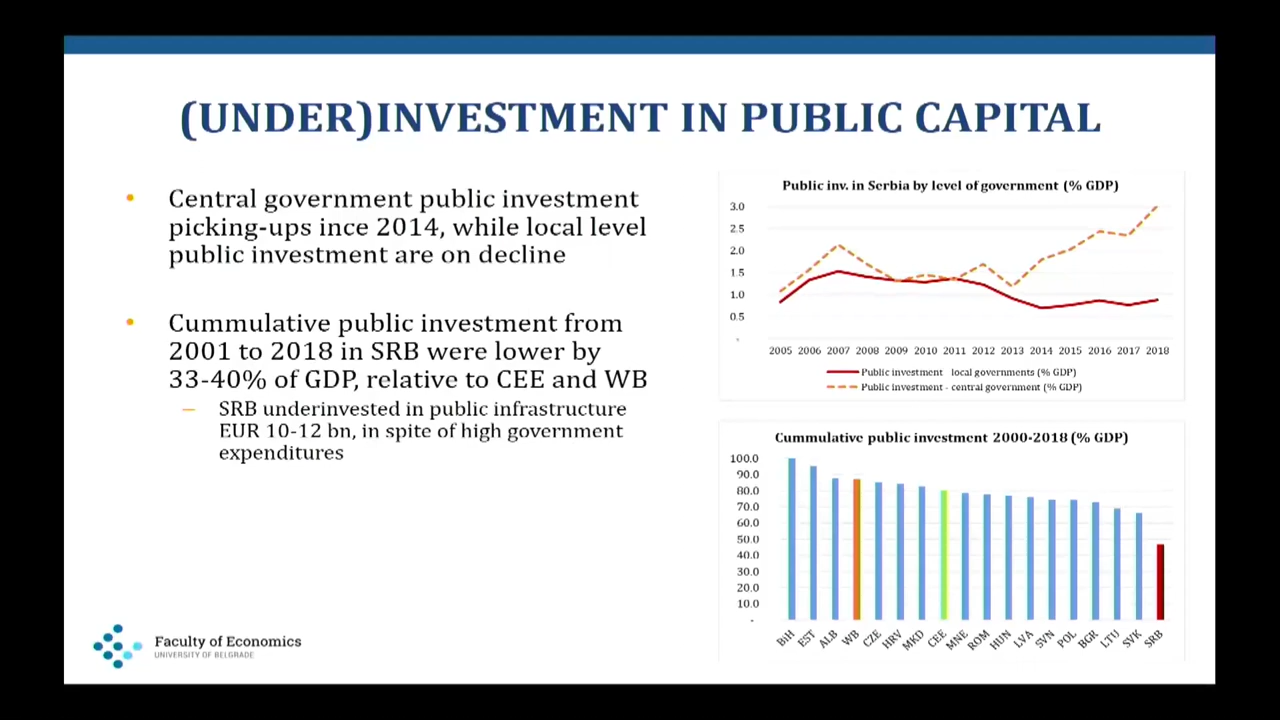 (UNDER)INVESTMENT IN PUBLIC CAPITAL
• Central government public investment
picking-ups ince 2014, while local level
public investment are on decline
• Cummulative public investment from
2001 to 2018 in SRB were lower by
33-40% of GDP, relative to CEE and WB
– SRB underinvested in public infrastructure
EUR 10-12 bn, in spite of high government
expenditures
Public inv. in Serbia by level of government (% GDP)
3.0
2.5
2.0
1.5
1.0
0.5
-
2005 2006 2007 2008 2009 2010 2011 2012 2013 2014 2015 2016 2017 2018
Public investment local governments (% GDP)
Public investment - central government (% GDP)
Cummulative public investment 2000-2018 (% GDP)
100.0
90.0
80.0
70.0
60.0
50.0
40.0
30.0
20.0
10.0
-
BiH EST ALB WB CZE HRV MKD CEE MNE ROM HUN LVA SVN POL BGR LTU SVK SRB
Faculty of Economics
UNIVERSITY OF BELGRADE